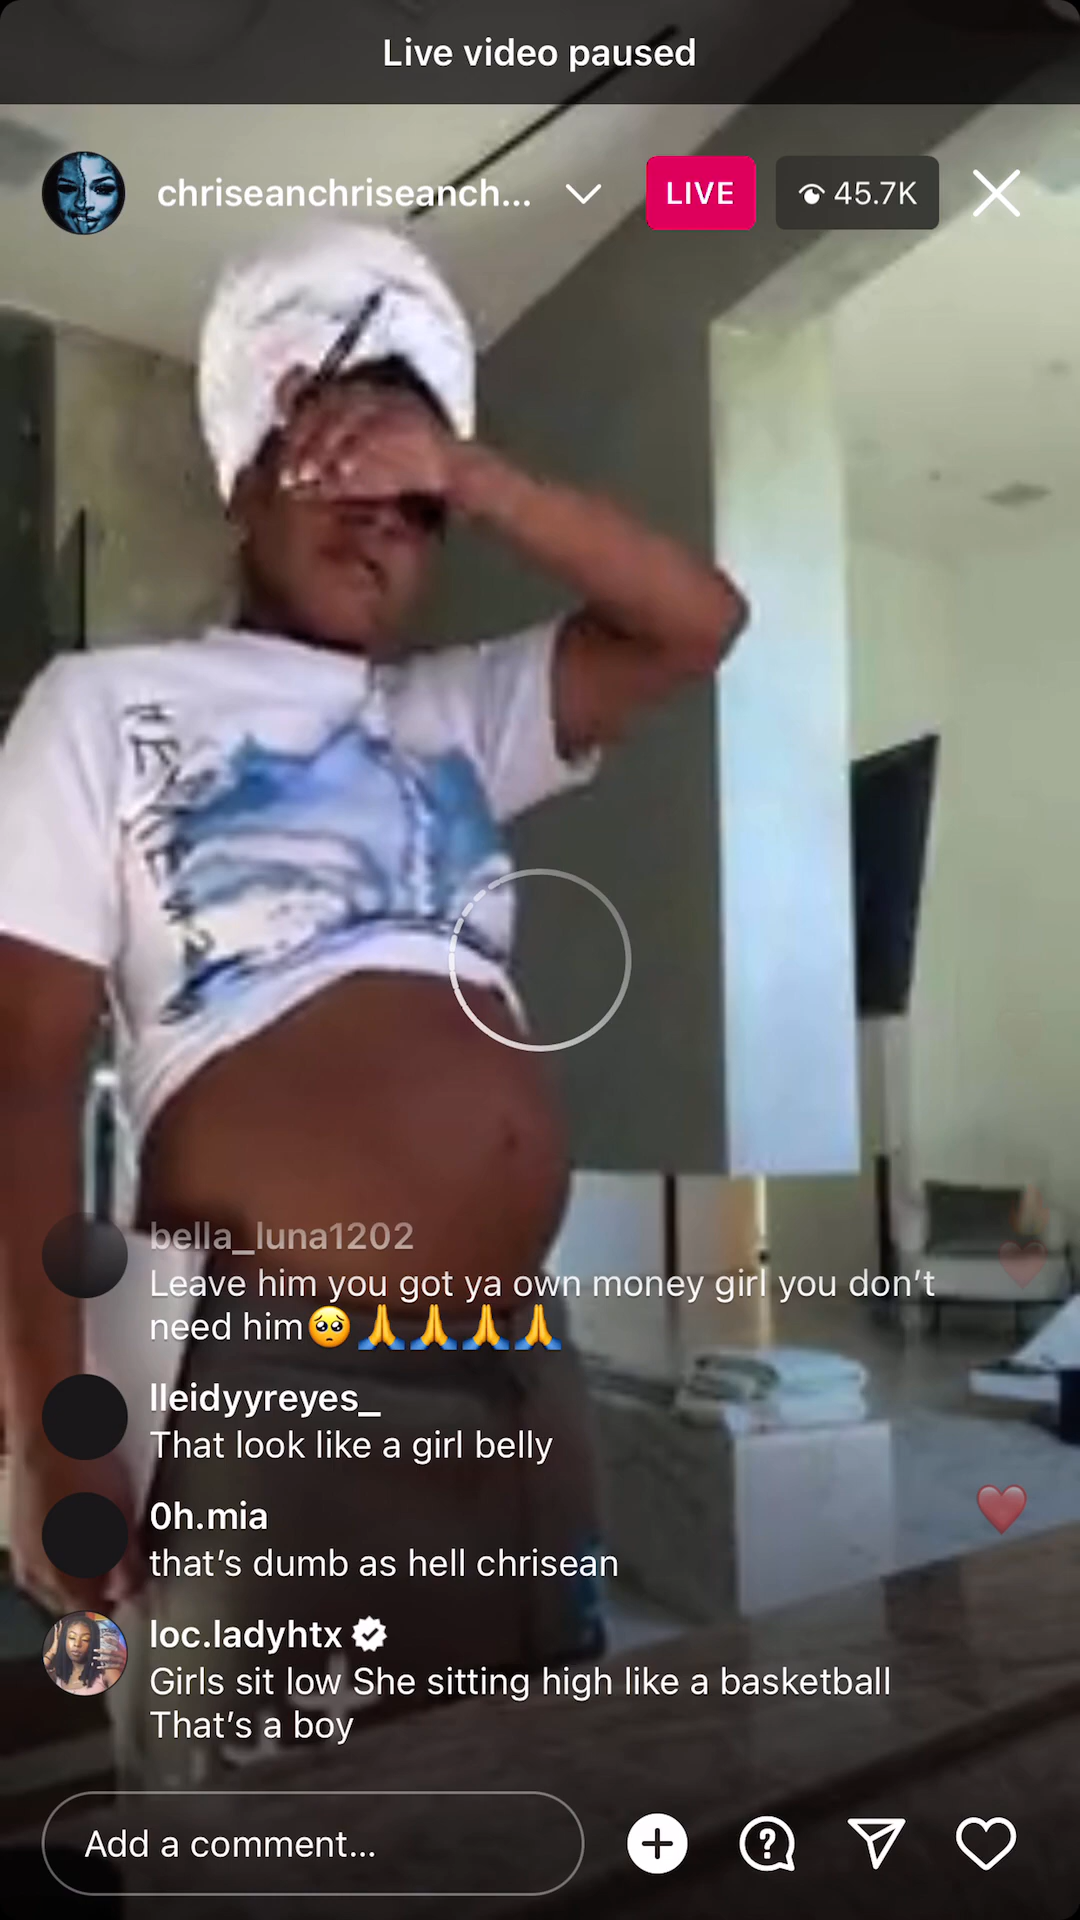 Live video paused
chriseanchriseanch...
LIVE
45.7K
bella_luna1202
Leave him you got ya own money girl you don't
need him🥺🙏🙏🙏🙏
lleidyyreyes_
That look like a girl belly
0h.mia
that's dumb as hell chrisean
loc.ladyhtx
Girls sit low She sitting high like a basketball
That's a boy
Add a comment...